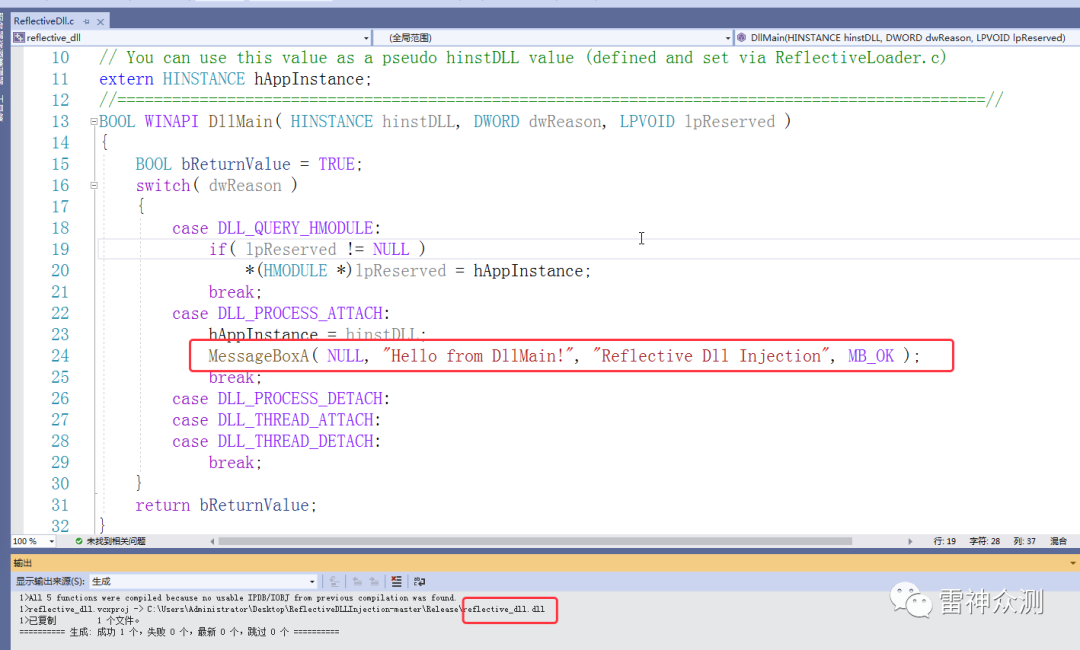 ReflectiveDll.c
reflective_dll
(全局范围)
DllMain(HINSTANCE hinstDLL, DWORD dwReason, LPVOID lpReserved)
10 // You can use this value as a pseudo hinstDLL value (defined and set via ReflectiveLoader.c)
11 extern HINSTANCE hAppInstance;
12 //===============================================================================================//
13 BOOL WINAPI DllMain( HINSTANCE hinstDLL, DWORD dwReason, LPVOID lpReserved )
14 {
15 BOOL bReturnValue = TRUE;
16 switch( dwReason )
17 {
18 case DLL_QUERY_HMODULE:
19 if( lpReserved != NULL )
20 *(HMODULE *)lpReserved = hAppInstance;
21 break;
22 case DLL_PROCESS_ATTACH:
23 hAppInstance = hinstDLL;
24 MessageBoxA( NULL, "Hello from DllMain!", "Reflective Dll Injection", MB_OK );
25 break;
26 case DLL_PROCESS_DETACH:
27 case DLL_THREAD_ATTACH:
28 case DLL_THREAD_DETACH:
29 break;
30 }
31 return bReturnValue;
32 }
100 % 未找到相关问题 行: 19 字符: 28 列: 37 混合
输出
显示输出来源(S): 生成
1>All 5 functions were compiled because no usable IPDB/IOBJ from previous compilation was found.
1>reflective_dll.vcxproj -> C:\Users\Administrator\Desktop\ReflectiveDLLInjection-master\Release\reflective_dll.dll
1>已复制 1 个文件。
========== 生成: 成功 1 个，失败 0 个，最新 0 个，跳过 0 个 ==========
雷神众测